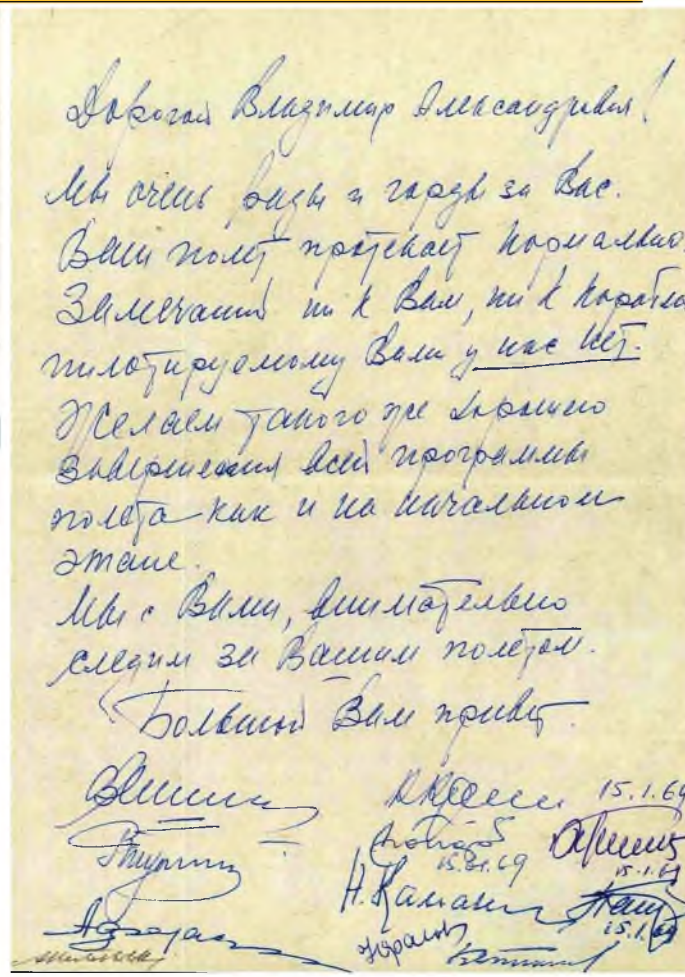 Дорогой Владимир Александрович!
Мы очень рады и горды за Вас.
Ваш полет протекает нормально.
Замечаний ни к Вам, ни к кораблю
пилотируемому Вами у нас нет.
Желаем такого же хорошего
завершения всей программы
полета как и на начальном
этапе.
Мы с Вами, внимательно
следим за Вашим полетом.
Большой Вам привет.
15.1.69
15.01.69
15.1.69
Н. Каманин
15.1.69